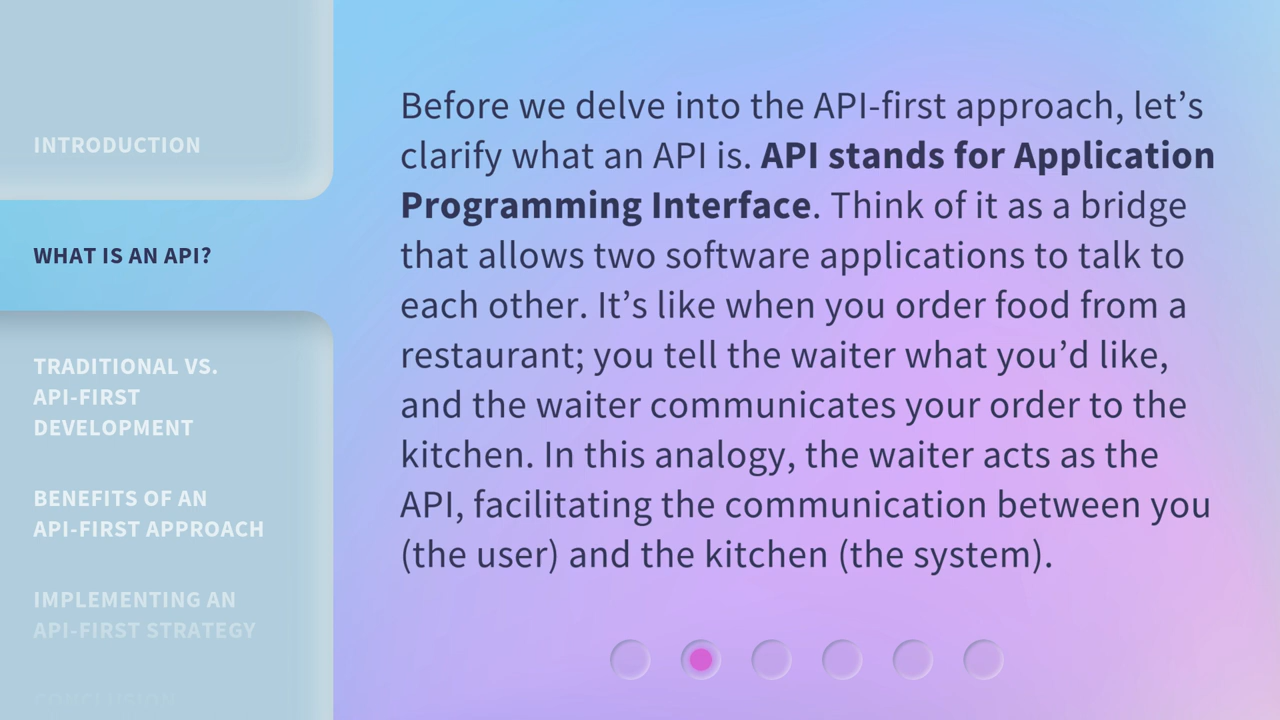 INTRODUCTION
WHAT IS AN API?
TRADITIONAL VS.
API-FIRST
DEVELOPMENT
BENEFITS OF AN
API-FIRST APPROACH
IMPLEMENTING AN
API-FIRST STRATEGY
CONCLUSION
Before we delve into the API-first approach, let’s
clarify what an API is. API stands for Application
Programming Interface. Think of it as a bridge
that allows two software applications to talk to
each other. It’s like when you order food from a
restaurant; you tell the waiter what you’d like,
and the waiter communicates your order to the
kitchen. In this analogy, the waiter acts as the
API, facilitating the communication between you
(the user) and the kitchen (the system).